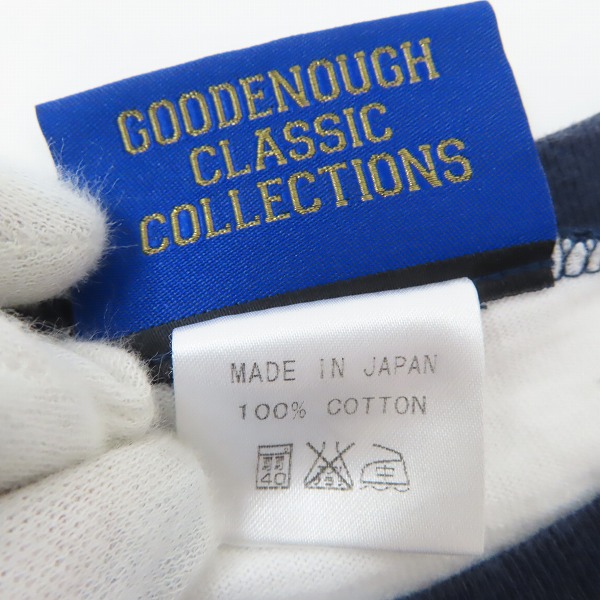 GOODENOUGH
CLASSIC
COLLECTIONS
MADE IN JAPAN
100% COTTON
40